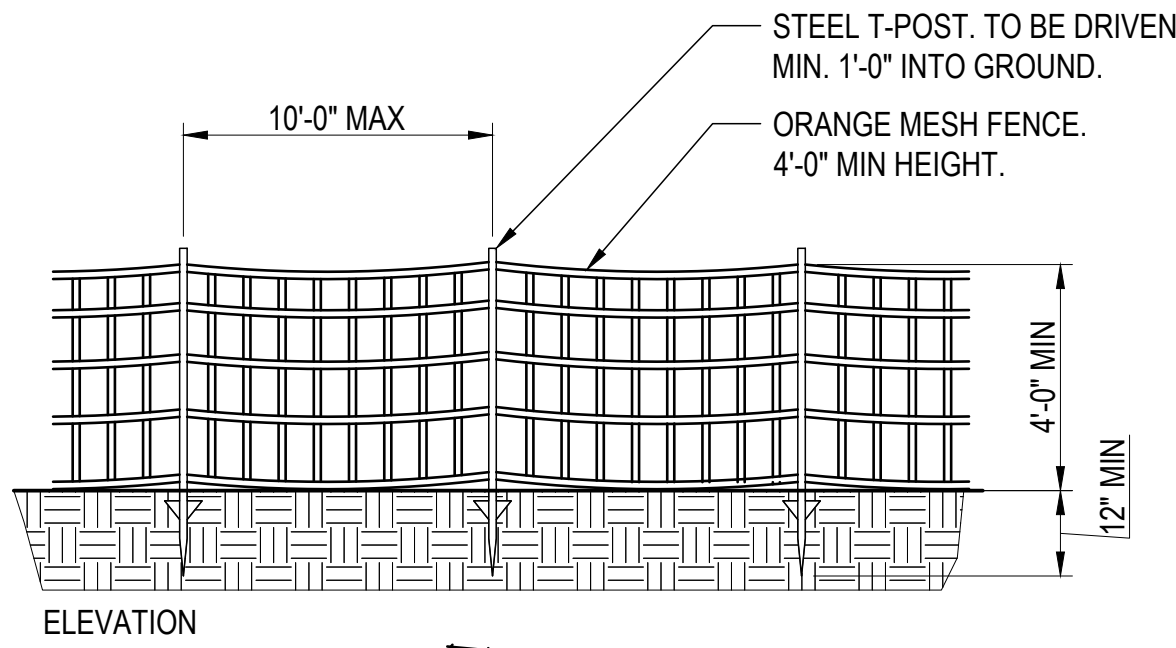 STEEL T-POST. TO BE DRIVEN
MIN. 1'-0" INTO GROUND.
10'-0" MAX
ORANGE MESH FENCE.
4'-0" MIN HEIGHT.
4'-0" MIN
12" MIN
ELEVATION